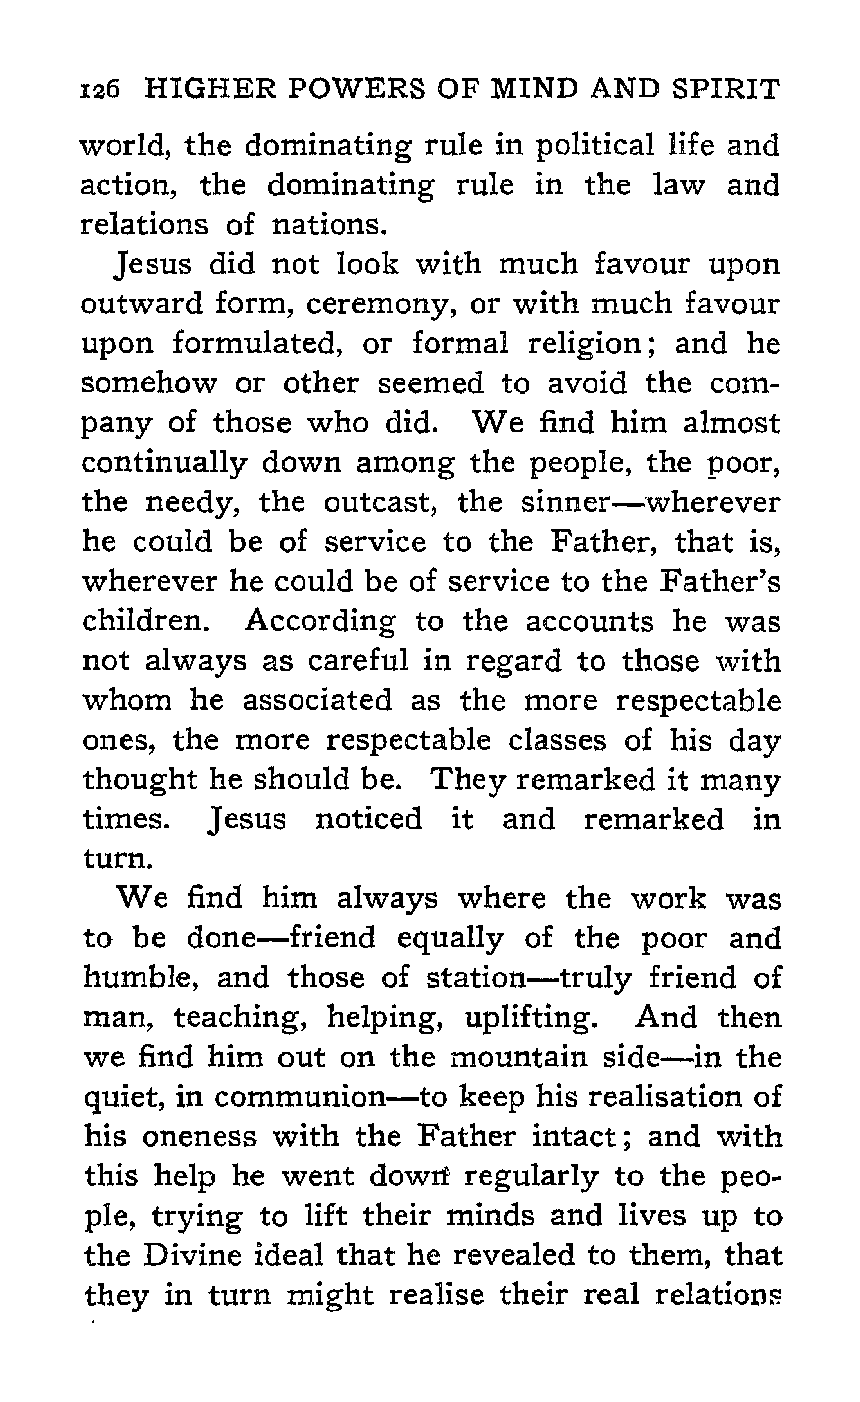 126 HIGHER POWERS OF MIND AND SPIRIT
world, the dominating rule in political life and
action, the dominating rule in the law and
relations of nations.
Jesus did not look with much favour upon
outward form, ceremony, or with much favour
upon formulated, or formal religion; and he
somehow or other seemed to avoid the com-
pany of those who did. We find him almost
continually down among the people, the poor,
the needy, the outcast, the sinner—wherever
he could be of service to the Father, that is,
wherever he could be of service to the Father's
children. According to the accounts he was
not always as careful in regard to those with
whom he associated as the more respectable
ones, the more respectable classes of his day
thought he should be. They remarked it many
times. Jesus noticed it and remarked in
turn.
We find him always where the work was
to be done—friend equally of the poor and
humble, and those of station—truly friend of
man, teaching, helping, uplifting. And then
we find him out on the mountain side—in the
quiet, in communion—to keep his realisation of
his oneness with the Father intact; and with
this help he went down regularly to the peo-
ple, trying to lift their minds and lives up to
the Divine ideal that he revealed to them, that
they in turn might realise their real relations